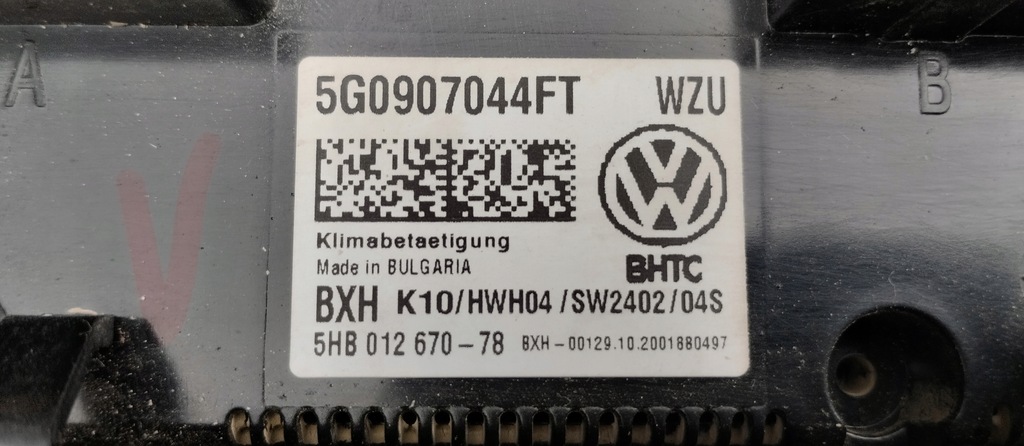 A
B
5G0907044FT WZU
Klimabetaetigung
Made in BULGARIA
BHTC
BXH K10/HWH04/SW2402/04S
5HB 012 670-78 BXH-00129.10.2001880497
V